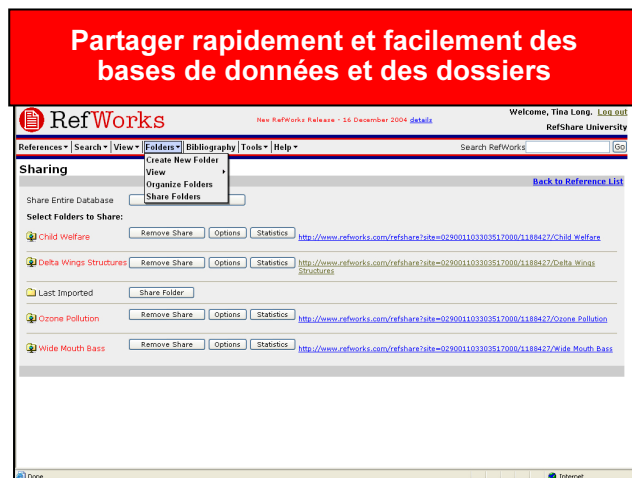 Partager rapidement et facilement des
bases de données et des dossiers
RefWorks
New RefWorks Release - 16 December 2004 details
Welcome, Tina Long. Log out
RefShare University
References Search View Folders Bibliography Tools Help
Search RefWorks Go
Create New Folder
View
Organize Folders
Share Folders
Sharing
Back to Reference List
Share Entire Database
Select Folders to Share:
Child Welfare Remove Share Options Statistics http://www.refworks.com/refshare?site=029001103303517000/1188427/Child Welfare
Delta Wings Structures Remove Share Options Statistics http://www.refworks.com/refshare?site=029001103303517000/1188427/Delta Wings
Structures
Last Imported Share Folder
Ozone Pollution Remove Share Options Statistics http://www.refworks.com/refshare?site=029001103303517000/1188427/Ozone Pollution
Wide Mouth Bass Remove Share Options Statistics http://www.refworks.com/refshare?site=029001103303517000/1188427/Wide Mouth Bass
Done Internet